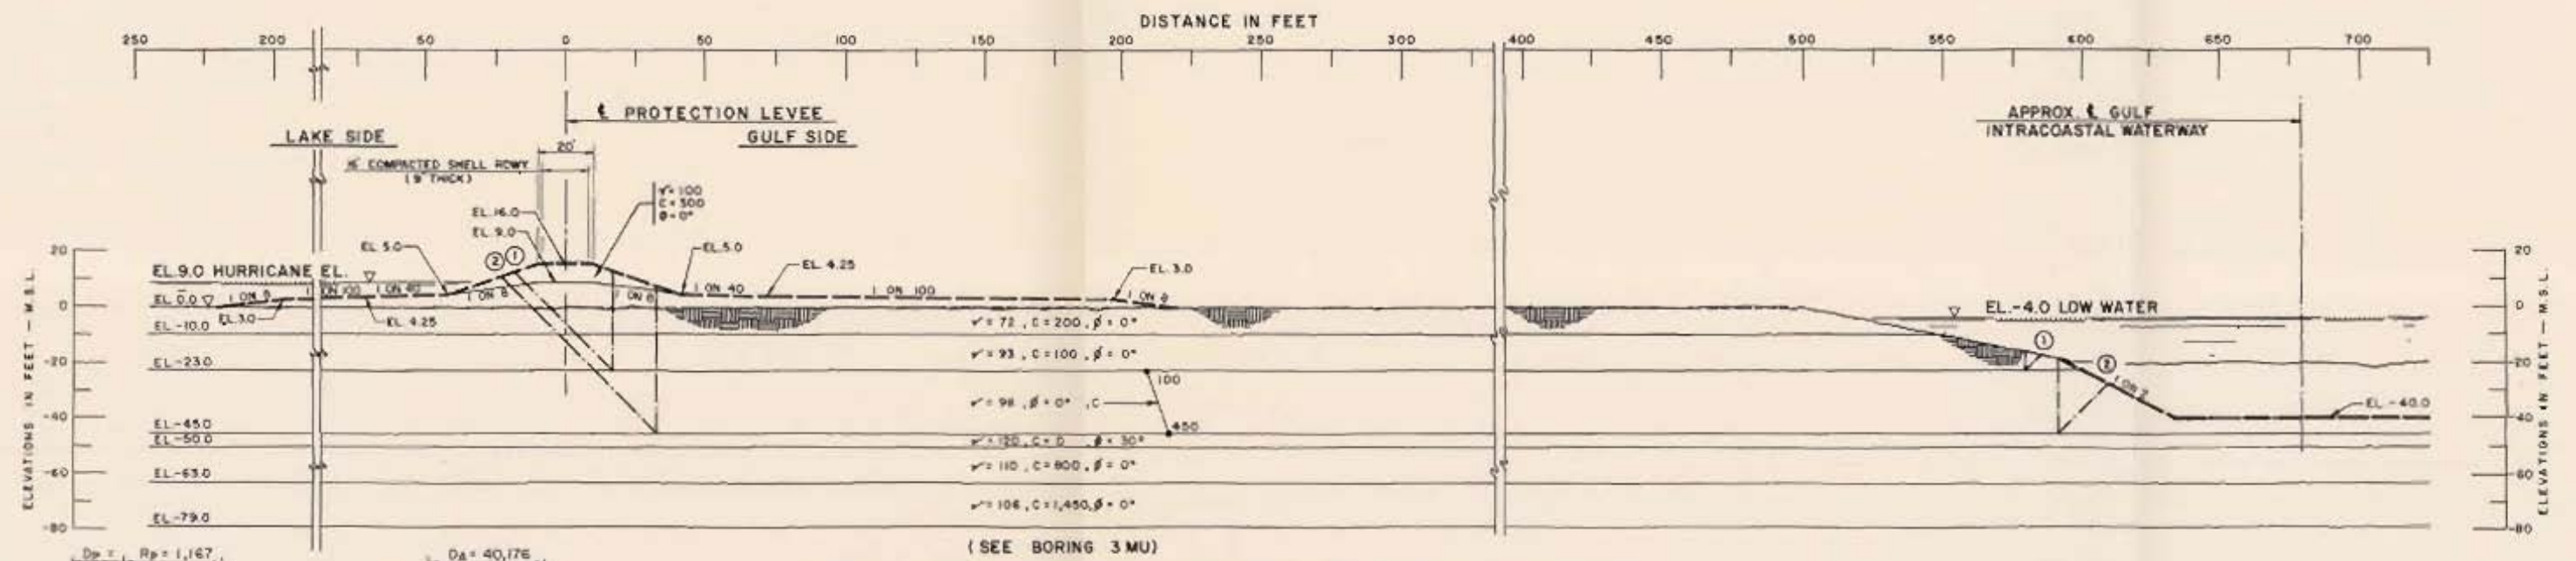 DISTANCE IN FEET
250 200 50 0 50 100 150 200 250 300 400 450 500 550 600 650 700
℄ PROTECTION LEVEE
APPROX. ℄ GULF
INTRACOASTAL WATERWAY
LAKE SIDE
GULF SIDE
20'
COMPACTED SHELL RDWY.
(9" THICK)
γ = 100
C = 300
Ø = 0°
EL. 16.0
EL. 9.0
EL. 5.0
② ①
EL. 5.0
EL. 4.25
EL. 3.0
20
20
EL. 9.0 HURRICANE EL.
EL. 0.0
1 ON 100
1 ON 40
1 ON 6
1 ON 6
1 ON 40
1 ON 100
EL. 3.0
EL. 4.25
EL. -4.0 LOW WATER
0
0
EL. -10.0
γ = 72, C = 200, Ø = 0°
γ = 93, C = 100, Ø = 0°
①
②
1 ON 2
-20
-20
EL. -23.0
100
γ = 98, Ø = 0°, C
450
EL. -40.0
-40
-40
EL. -45.0
EL. -50.0
γ = 120, C = 0 Ø = 30°
γ = 110, C = 800, Ø = 0°
-60
-60
EL. -63.0
γ = 106, C = 1,450, Ø = 0°
EL. -79.0
-80
-80
ELEVATIONS IN FEET — M.S.L.
ELEVATIONS IN FEET — M.S.L.
(SEE BORING 3 MU)
RP = 1,167
DA = 40,176